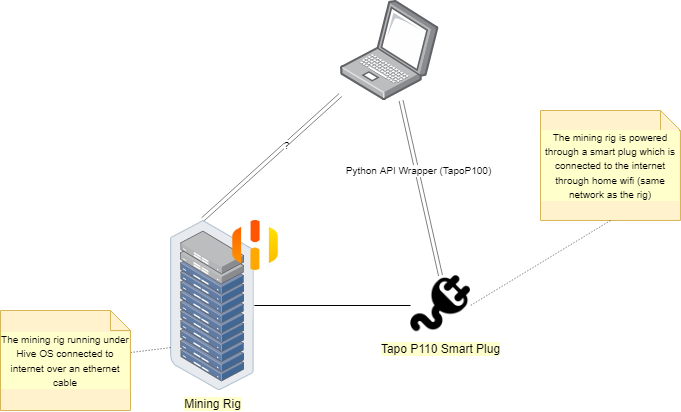 The mining rig is powered
through a smart plug which is
connected to the internet
through home wifi (same
network as the rig)
?
Python API Wrapper (TapoP100)
The mining rig running under
Hive OS connected to
internet over an ethernet
cable
Tapo P110 Smart Plug
Mining Rig